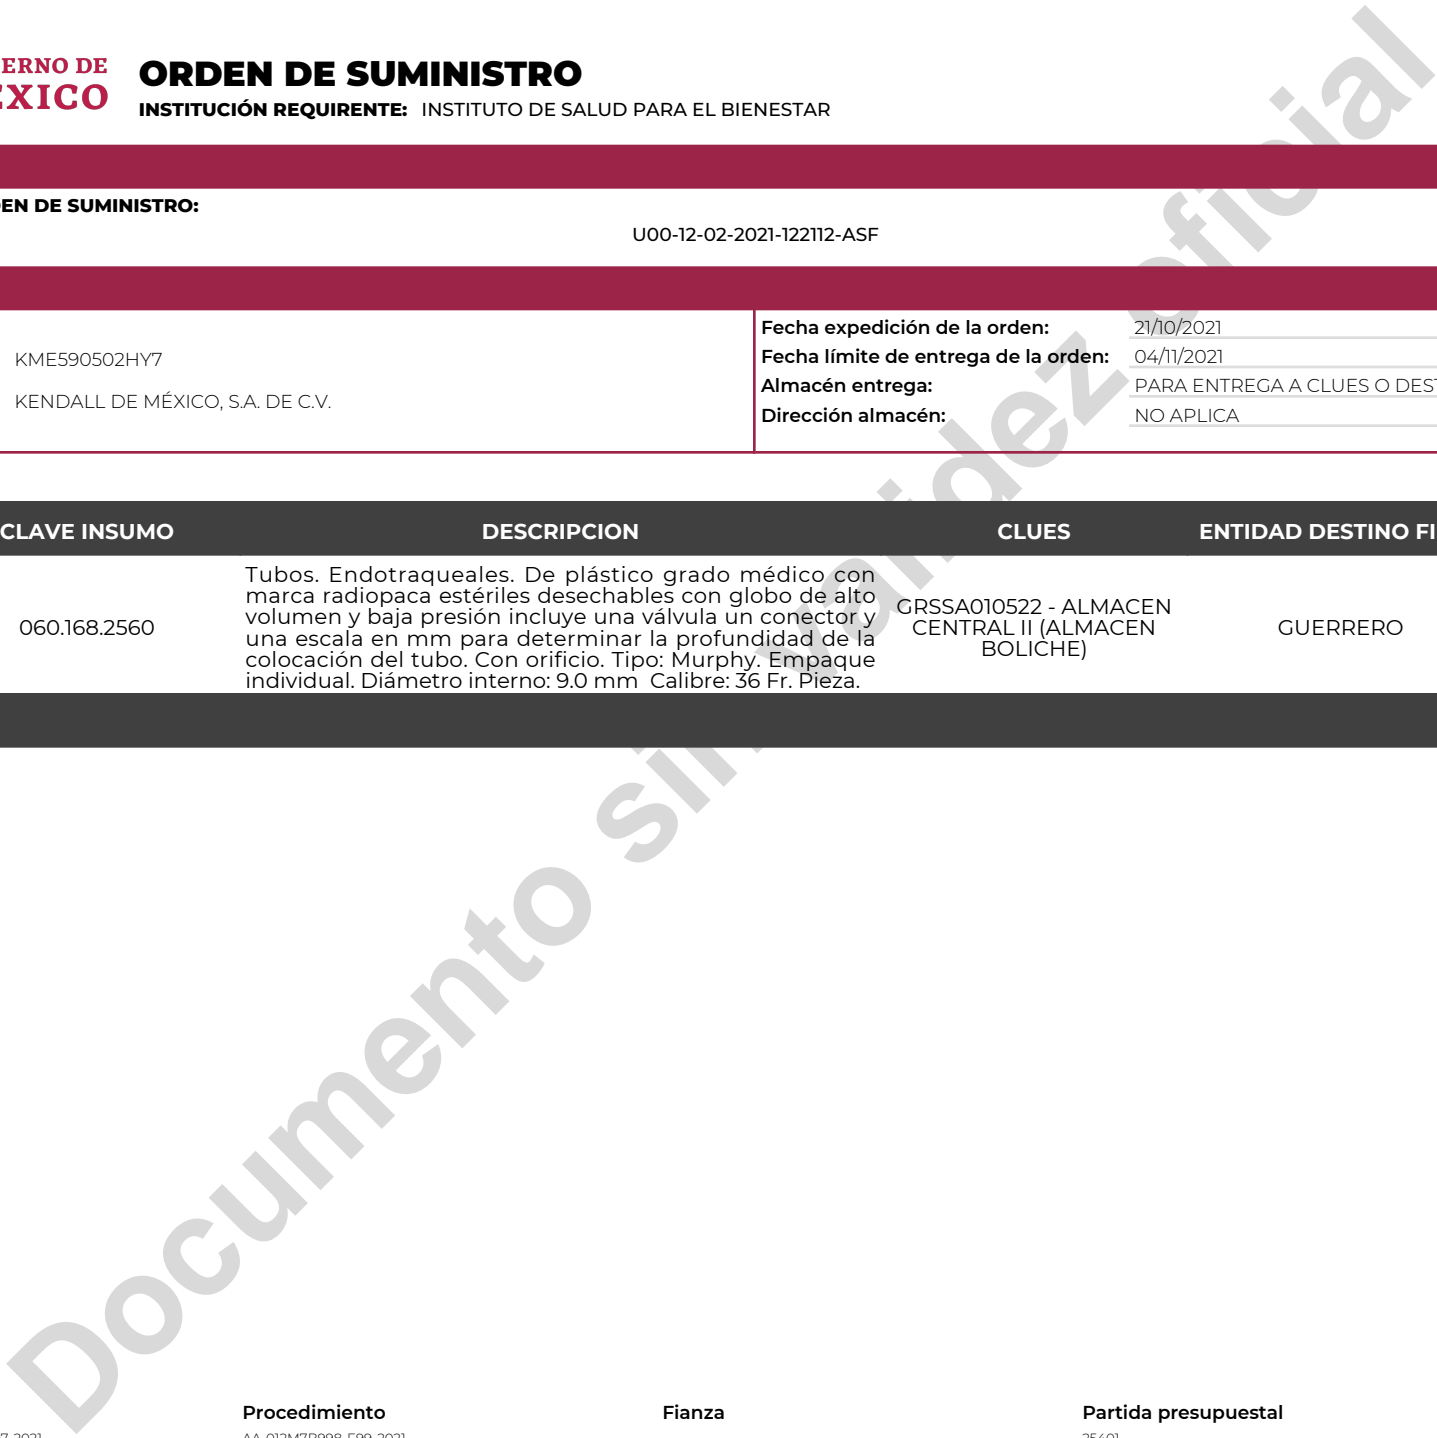 ERNO DE
ÉXICO
ORDEN DE SUMINISTRO
INSTITUCIÓN REQUIRENTE: INSTITUTO DE SALUD PARA EL BIENESTAR
EN DE SUMINISTRO:
U00-12-02-2021-122112-ASF
KME590502HY7
KENDALL DE MÉXICO, S.A. DE C.V.
Fecha expedición de la orden: 21/10/2021
Fecha límite de entrega de la orden: 04/11/2021
Almacén entrega: PARA ENTREGA A CLUES O DEST
Dirección almacén: NO APLICA
CLAVE INSUMO DESCRIPCION CLUES ENTIDAD DESTINO FI
060.168.2560
Tubos. Endotraqueales. De plástico grado médico con
marca radiopaca estériles desechables con globo de alto
volumen y baja presión incluye una válvula un conector y
una escala en mm para determinar la profundidad de la
colocación del tubo. Con orificio. Tipo: Murphy. Empaque
individual. Diámetro interno: 9.0 mm Calibre: 36 Fr. Pieza.
GRSSA010522 - ALMACEN
CENTRAL II (ALMACEN
BOLICHE)
GUERRERO
Documento sin validez oficial
Procedimiento Fianza Partida presupuestal